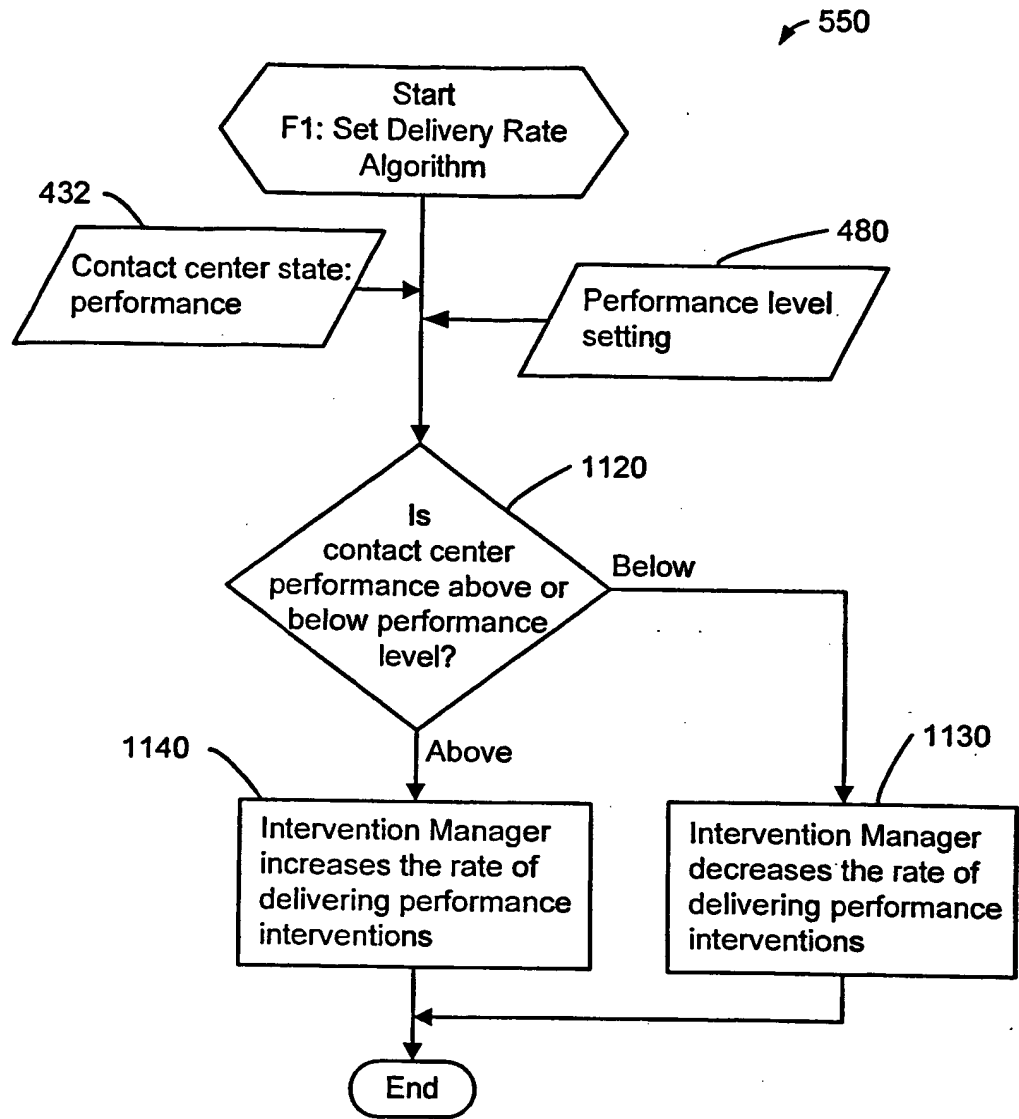 550
Start
F1: Set Delivery Rate
Algorithm
432
Contact center state:
performance
480
Performance level
setting
1120
Is
contact center
performance above or
below performance
level?
Below
Above
1140
Intervention Manager
increases the rate of
delivering performance
interventions
1130
Intervention Manager
decreases the rate of
delivering performance
interventions
End